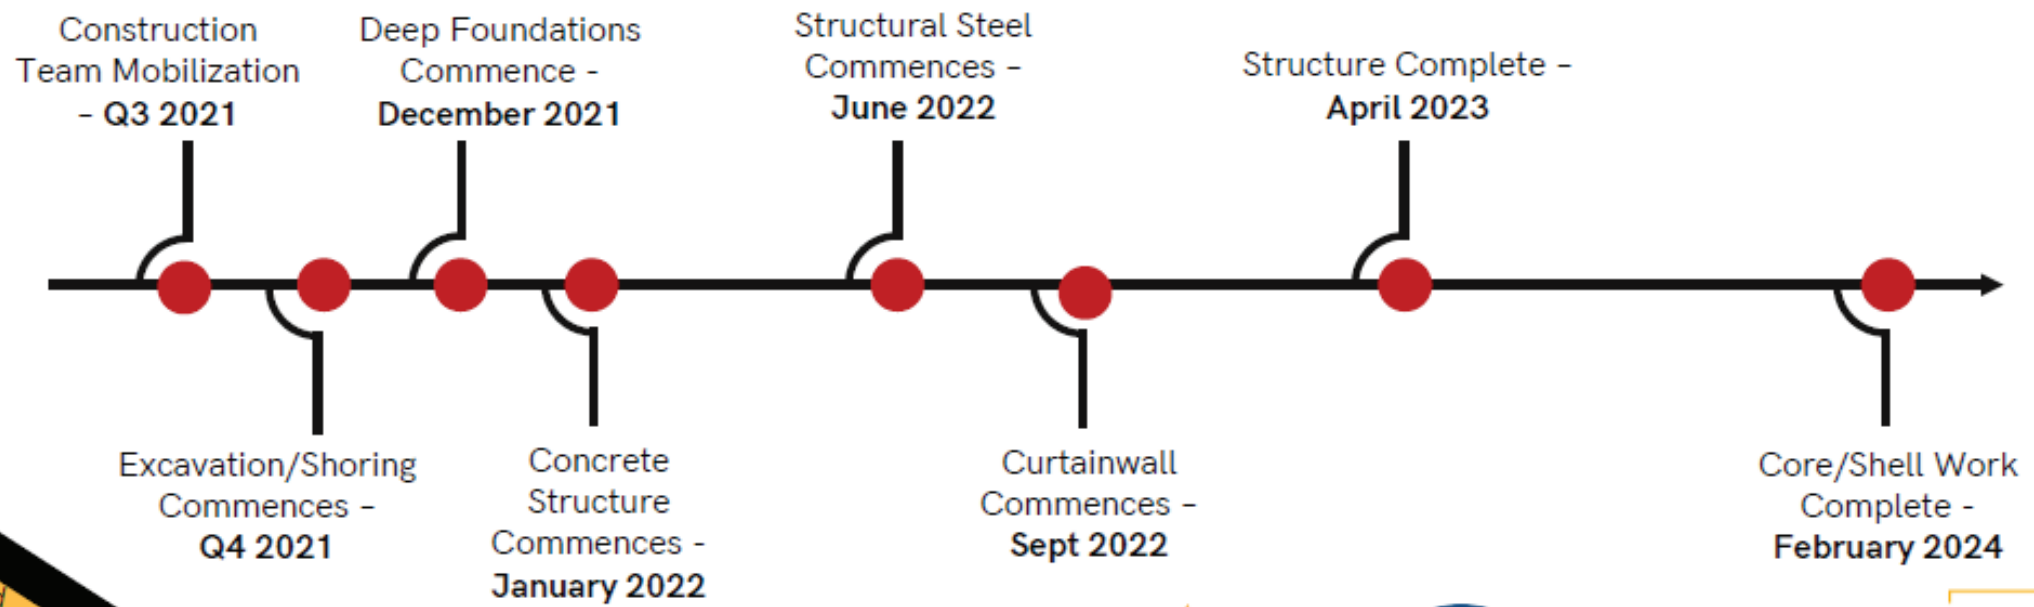 Construction
Team Mobilization
– Q3 2021
Deep Foundations
Commence -
December 2021
Structural Steel
Commences –
June 2022
Structure Complete –
April 2023
Excavation/Shoring
Commences –
Q4 2021
Concrete
Structure
Commences -
January 2022
Curtainwall
Commences –
Sept 2022
Core/Shell Work
Complete -
February 2024